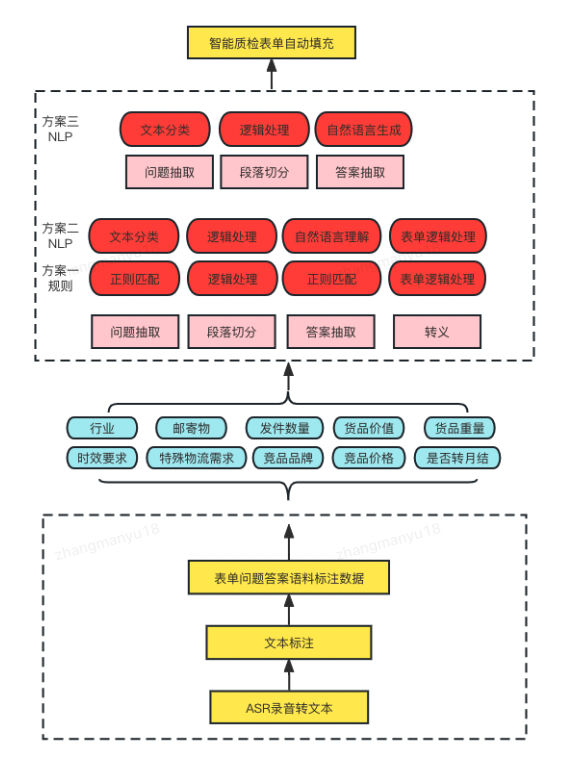 智能质检表单自动填充
方案三
NLP
文本分类 逻辑处理 自然语言生成
问题抽取 段落切分 答案抽取
方案二
NLP
文本分类 逻辑处理 自然语言理解 表单逻辑处理
方案一
规则
正则匹配 逻辑处理 正则匹配 表单逻辑处理
问题抽取 段落切分 答案抽取 转义
行业 邮寄物 发件数量 货品价值 货品重量
时效要求 特殊物流需求 竞品品牌 竞品价格 是否转月结
zhangmanyu18 zhangmanyu18
表单问题答案语料标注数据
文本标注
ASR录音转文本